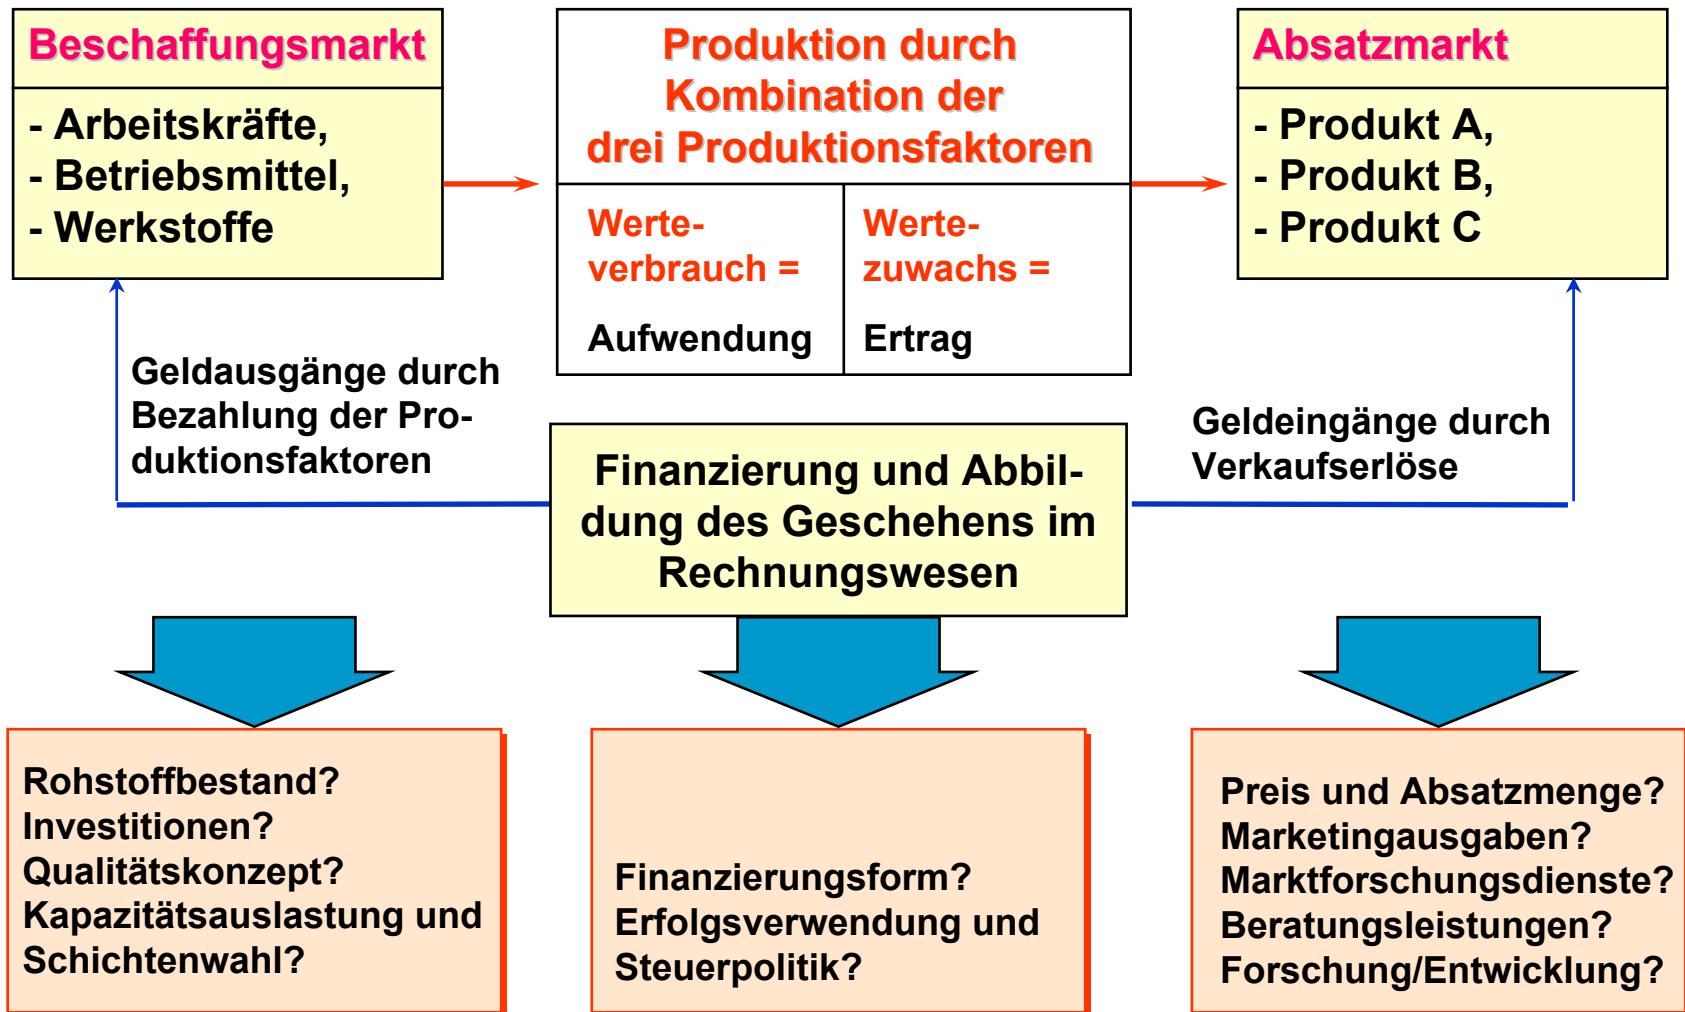 Beschaffungsmarkt
- Arbeitskräfte,
- Betriebsmittel,
- Werkstoffe
Produktion durch
Kombination der
drei Produktionsfaktoren
Werte-
verbrauch =
Aufwendung
Werte-
zuwachs =
Ertrag
Absatzmarkt
- Produkt A,
- Produkt B,
- Produkt C
Geldausgänge durch
Bezahlung der Pro-
duktionsfaktoren
Finanzierung und Abbil-
dung des Geschehens im
Rechnungswesen
Geldeingänge durch
Verkaufserlöse
Rohstoffbestand?
Investitionen?
Qualitätskonzept?
Kapazitätsauslastung und
Schichtenwahl?
Finanzierungsform?
Erfolgsverwendung und
Steuerpolitik?
Preis und Absatzmenge?
Marketingausgaben?
Marktforschungsdienste?
Beratungsleistungen?
Forschung/Entwicklung?